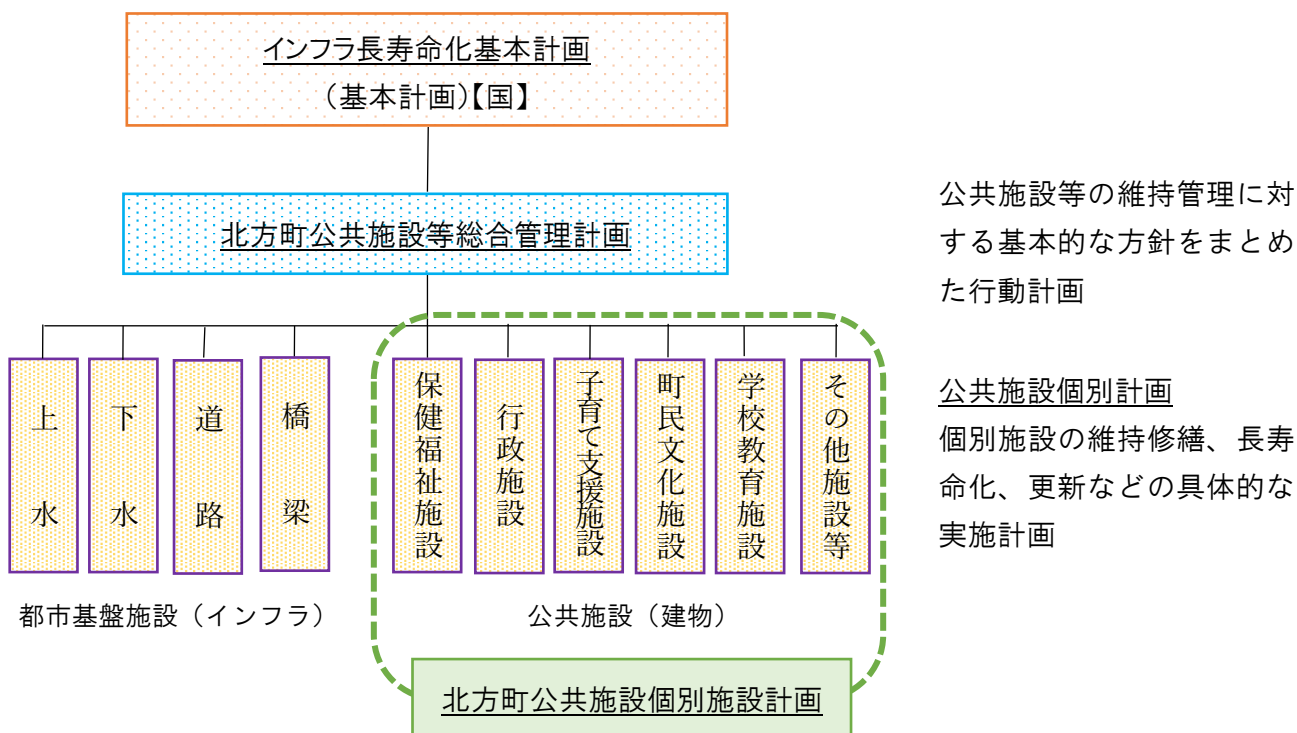 インフラ長寿命化基本計画
（基本計画）【国】
北方町公共施設等総合管理計画
公共施設等の維持管理に対
する基本的な方針をまとめ
た行動計画
上水
下水
道路
橋梁
保健福祉施設
行政施設
子育て支援施設
町民文化施設
学校教育施設
その他施設等
公共施設個別計画
個別施設の維持修繕、長寿
命化、更新などの具体的な
実施計画
都市基盤施設（インフラ）
公共施設（建物）
北方町公共施設個別施設計画